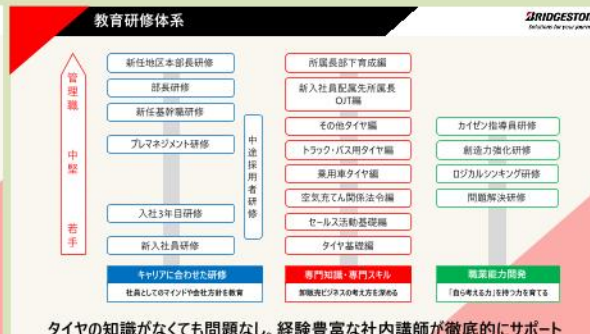 教育研修体系
BRIDGESTONE
Solutions for your journey
管理職
中堅
若手
新任地区本部長研修
部長研修
新任基幹職研修
プレマネジメント研修
入社3年目研修
新入社員研修
中途採用者研修
所属長部下育成編
新入社員配属先所属長
OJT編
その他タイヤ編
トラック・バス用タイヤ編
乗用車タイヤ編
空気充てん関係法令編
セールス活動基礎編
タイヤ基礎編
カイゼン指導員研修
創造力強化研修
ロジカルシンキング研修
問題解決研修
キャリアに合わせた研修
社員としてのマインドや会社方針を教育
専門知識・専門スキル
卸販売ビジネスの考え方を深める
職業能力開発
「自ら考える力」を持つ力を育てる
タイヤの知識がなくても問題なし。経験豊富な社内講師が徹底的にサポート